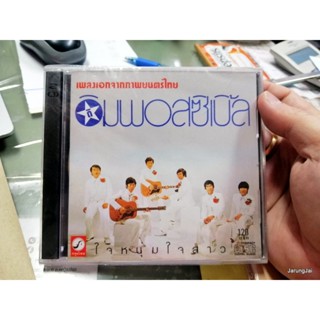 เพลงเอกจากภาพยนตร์ไทย
ดิอิมพอสซิเบิ้ล
ใจหนุ่มใจสาว
120
JarungJai